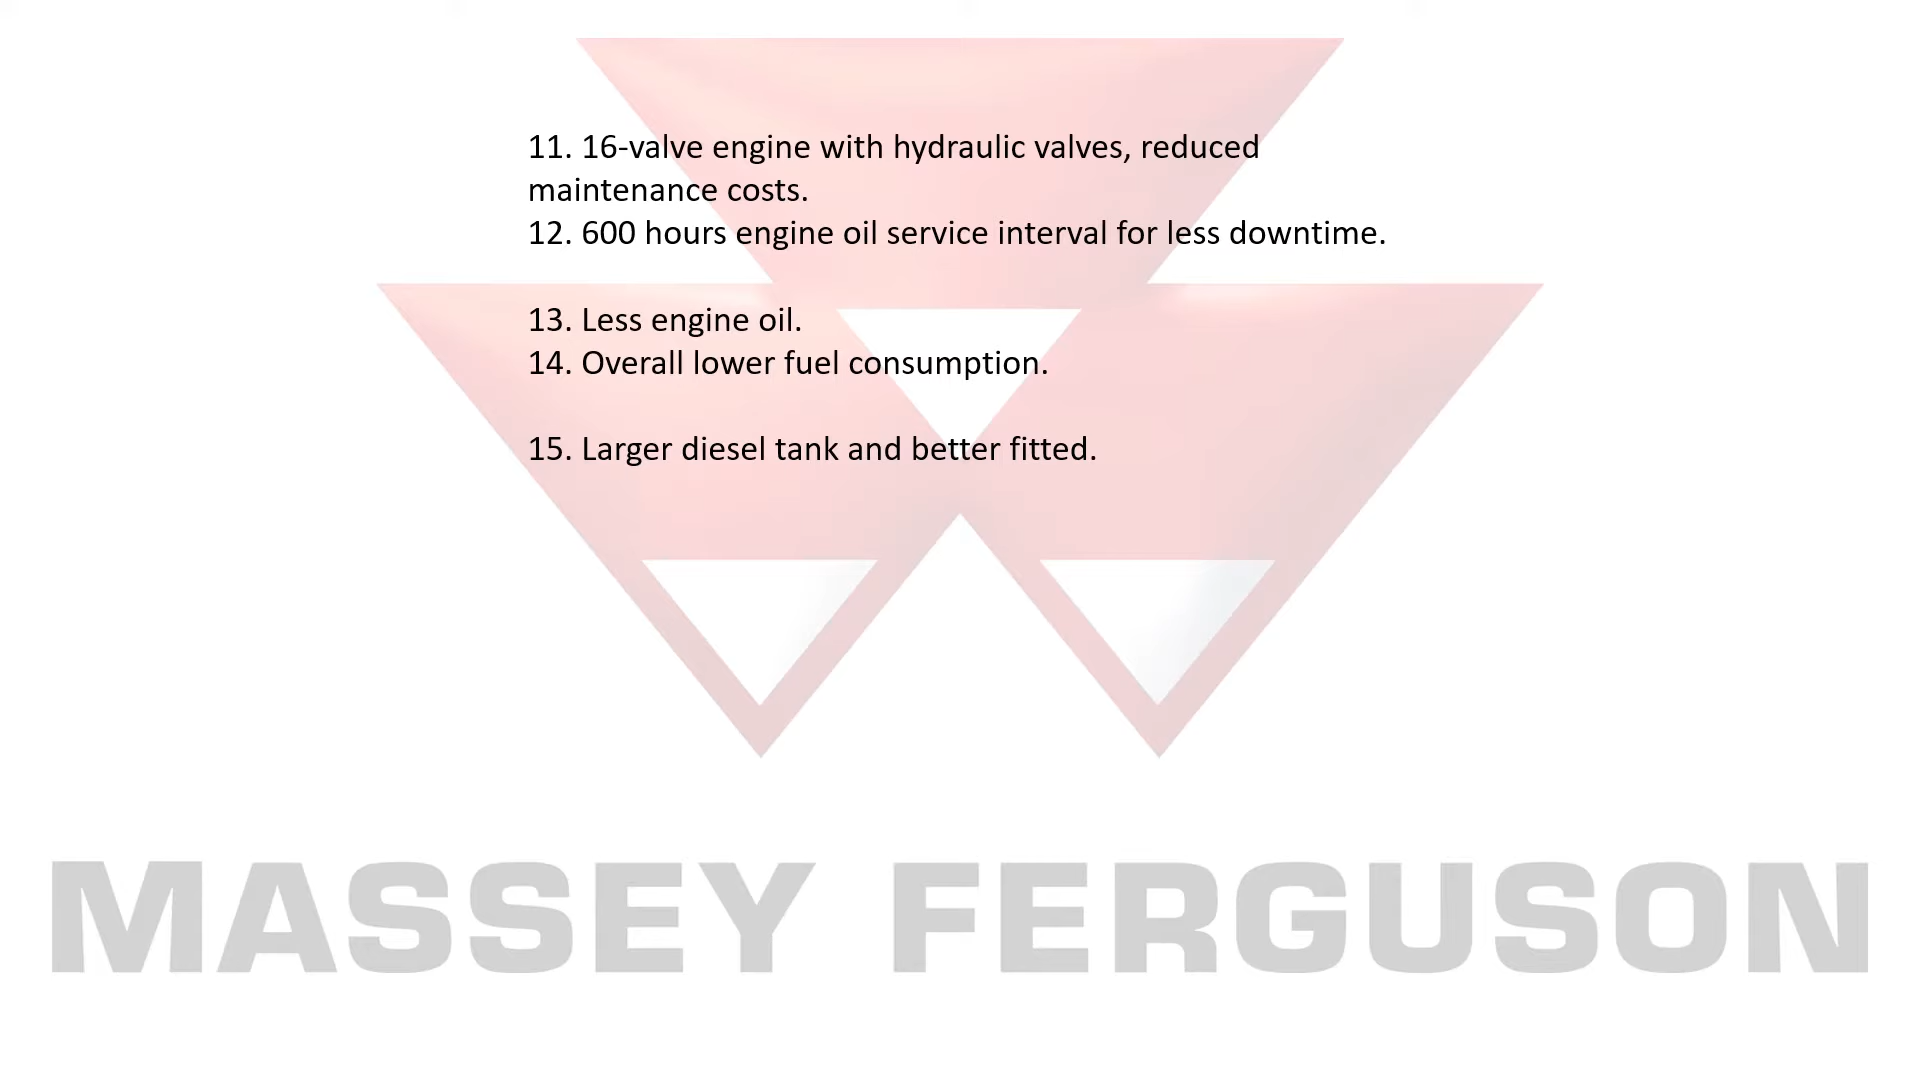 11. 16-valve engine with hydraulic valves, reduced
maintenance costs.
12. 600 hours engine oil service interval for less downtime.
13. Less engine oil.
14. Overall lower fuel consumption.
15. Larger diesel tank and better fitted.
MASSEY FERGUSON